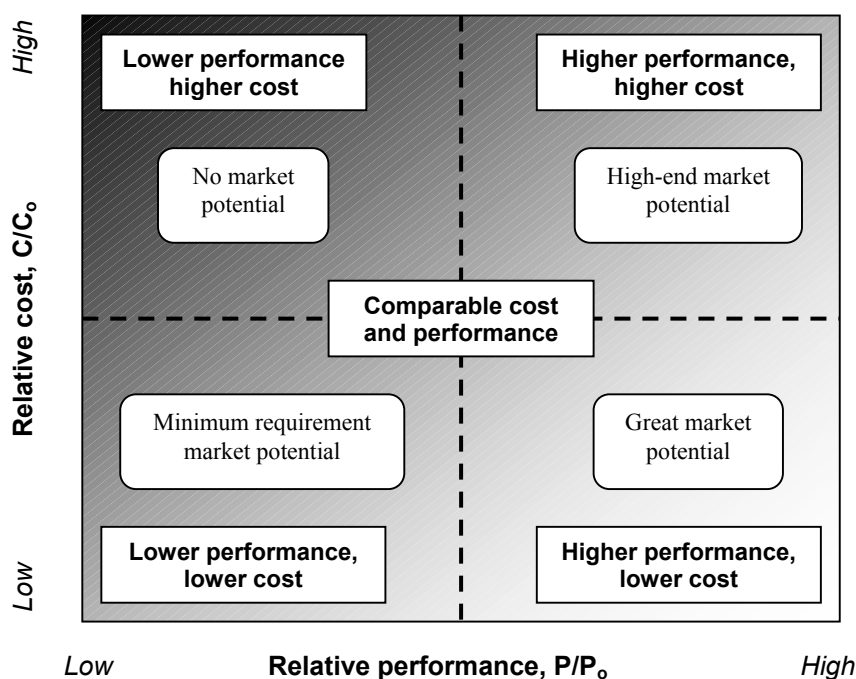 High
Lower performance
higher cost
Higher performance,
higher cost
No market
potential
High-end market
potential
Relative cost, C/Cₒ
Comparable cost
and performance
Minimum requirement
market potential
Great market
potential
Lower performance,
lower cost
Higher performance,
lower cost
Low
Low
Relative performance, P/Pₒ
High